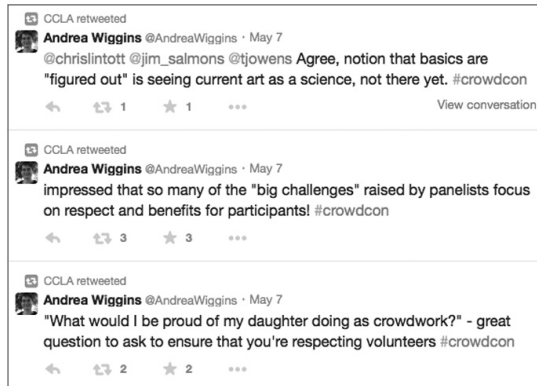 CCLA retweeted
Andrea Wiggins @AndreaWiggins · May 7
@chrislintott @jim_salmons @tjowens Agree, notion that basics are
"figured out" is seeing current art as a science, not there yet. #crowdcon
1 1 View conversation
CCLA retweeted
Andrea Wiggins @AndreaWiggins · May 7
impressed that so many of the "big challenges" raised by panelists focus
on respect and benefits for participants! #crowdcon
3 3
CCLA retweeted
Andrea Wiggins @AndreaWiggins · May 7
"What would I be proud of my daughter doing as crowdwork?" - great
question to ask to ensure that you're respecting volunteers #crowdcon
2 2